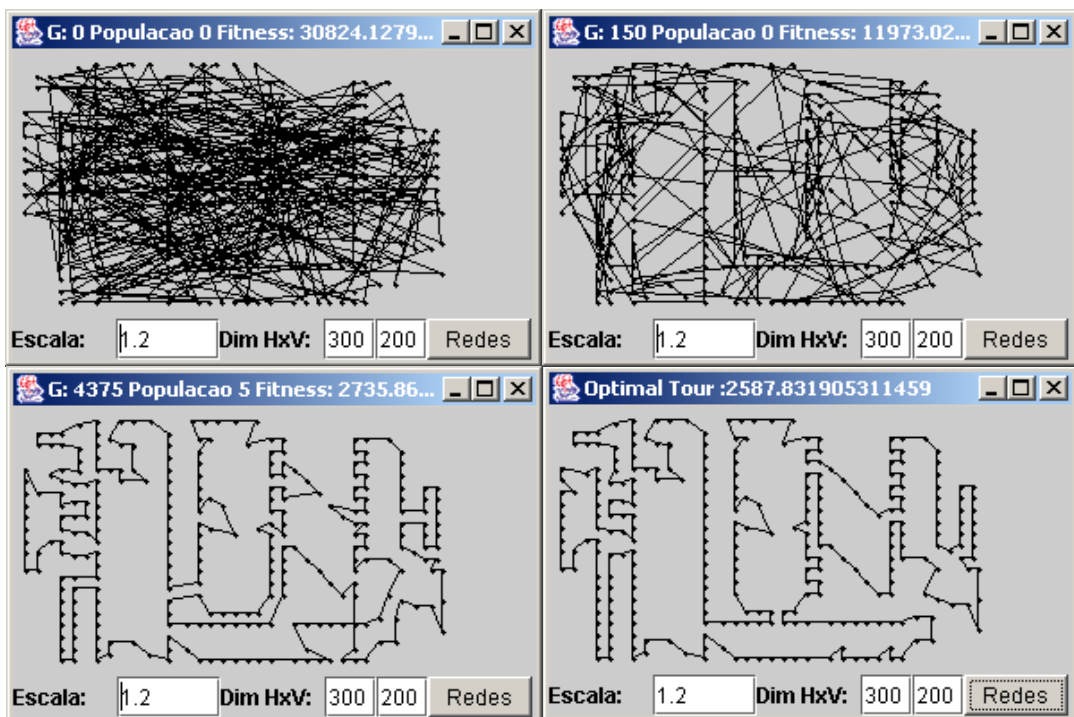 G: 0 Populacao 0 Fitness: 30824.1279...
Escala: 1.2 Dim HxV: 300 200 Redes
G: 150 Populacao 0 Fitness: 11973.02...
Escala: 1.2 Dim HxV: 300 200 Redes
G: 4375 Populacao 5 Fitness: 2735.86...
Escala: 1.2 Dim HxV: 300 200 Redes
Optimal Tour :2587.831905311459
Escala: 1.2 Dim HxV: 300 200 Redes